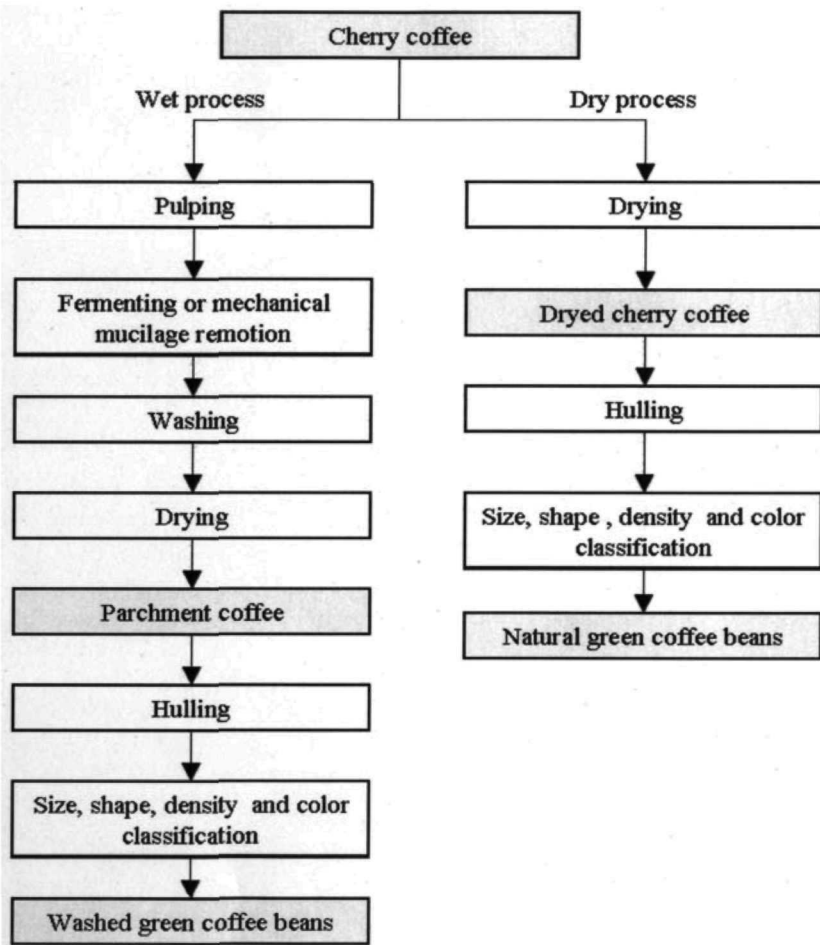 Cherry coffee
Wet process
Dry process
Pulping
Fermenting or mechanical
mucilage remotion
Washing
Drying
Parchment coffee
Hulling
Size, shape, density and color
classification
Washed green coffee beans
Drying
Dryed cherry coffee
Hulling
Size, shape , density and color
classification
Natural green coffee beans